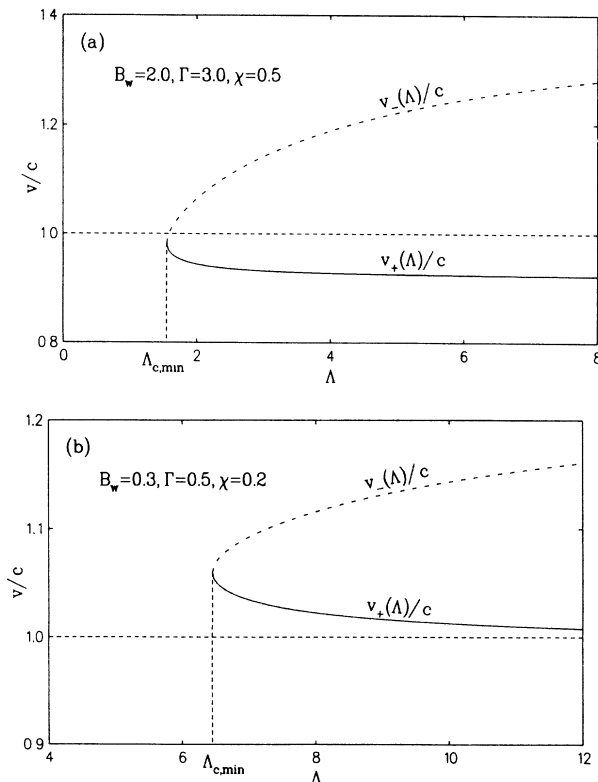 (a)
B_w=2.0, Γ=3.0, χ=0.5
v_-(Λ)/c
v_+(Λ)/c
v/c
1.4
1.2
1.0
0.8
0
2
4
6
8
Λ_c,min
Λ
(b)
B_w=0.3, Γ=0.5, χ=0.2
v_-(Λ)/c
v_+(Λ)/c
v/c
1.2
1.1
1.0
0.9
4
6
8
10
12
Λ_c,min
Λ